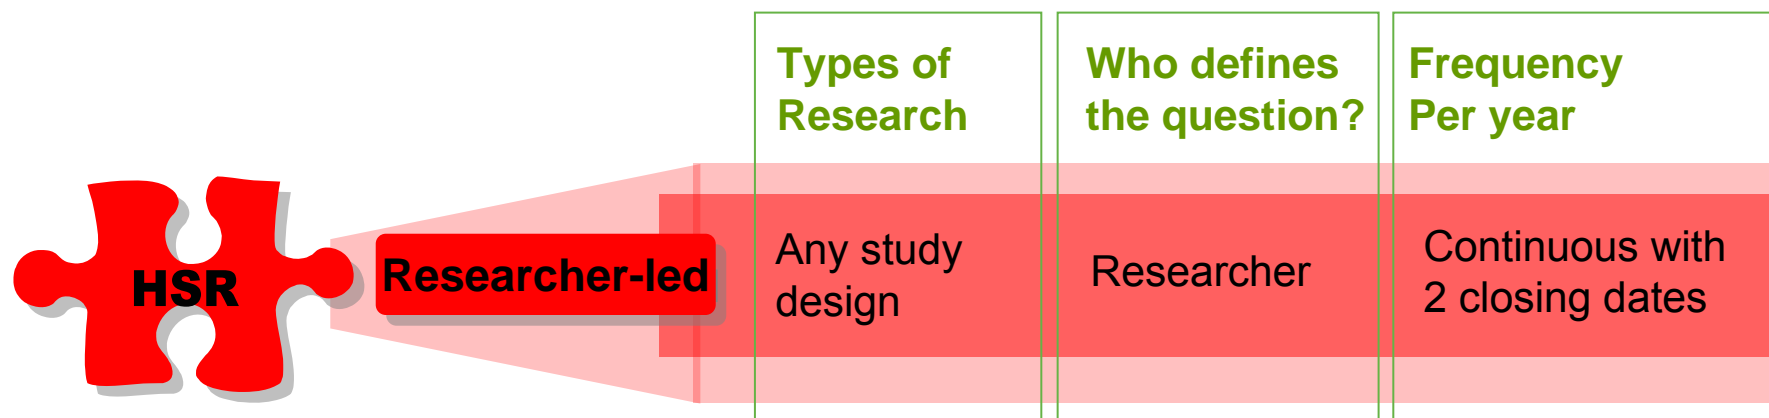 Types of
Research
Who defines
the question?
Frequency
Per year
HSR
Researcher-led
Any study
design
Researcher
Continuous with
2 closing dates